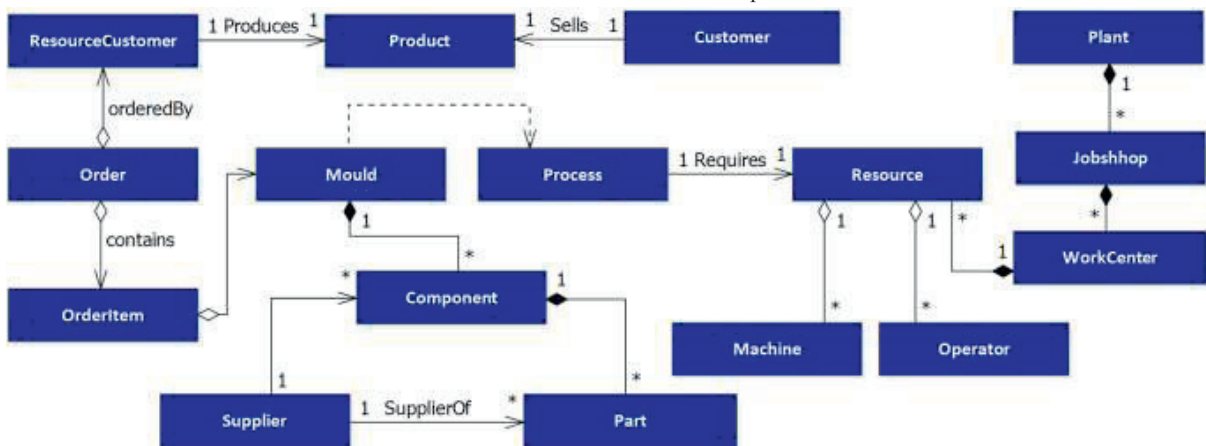 ResourceCustomer
1 Produces 1
Product
1 Sells 1
Customer
Plant
1
*
orderedBy
Order
Mould
Process
1 Requires 1
Resource
Jobshhop
contains
1
*
1
1
*
*
1
WorkCenter
OrderItem
*
Component
1
*
*
Machine
Operator
1
*
Supplier
1 SupplierOf *
Part